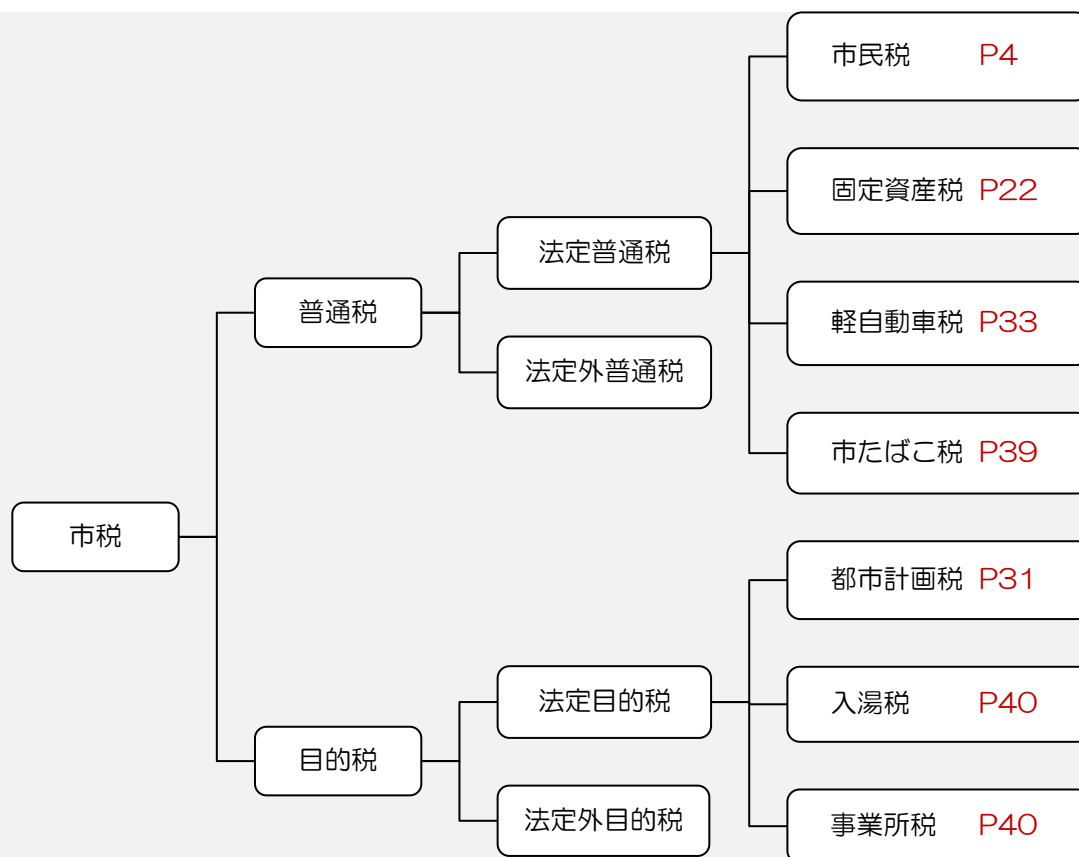 市民税 P4
固定資産税 P22
法定普通税
普通税
軽自動車税 P33
法定外普通税
市たばこ税 P39
市税
都市計画税 P31
法定目的税
入湯税 P40
目的税
法定外目的税
事業所税 P40